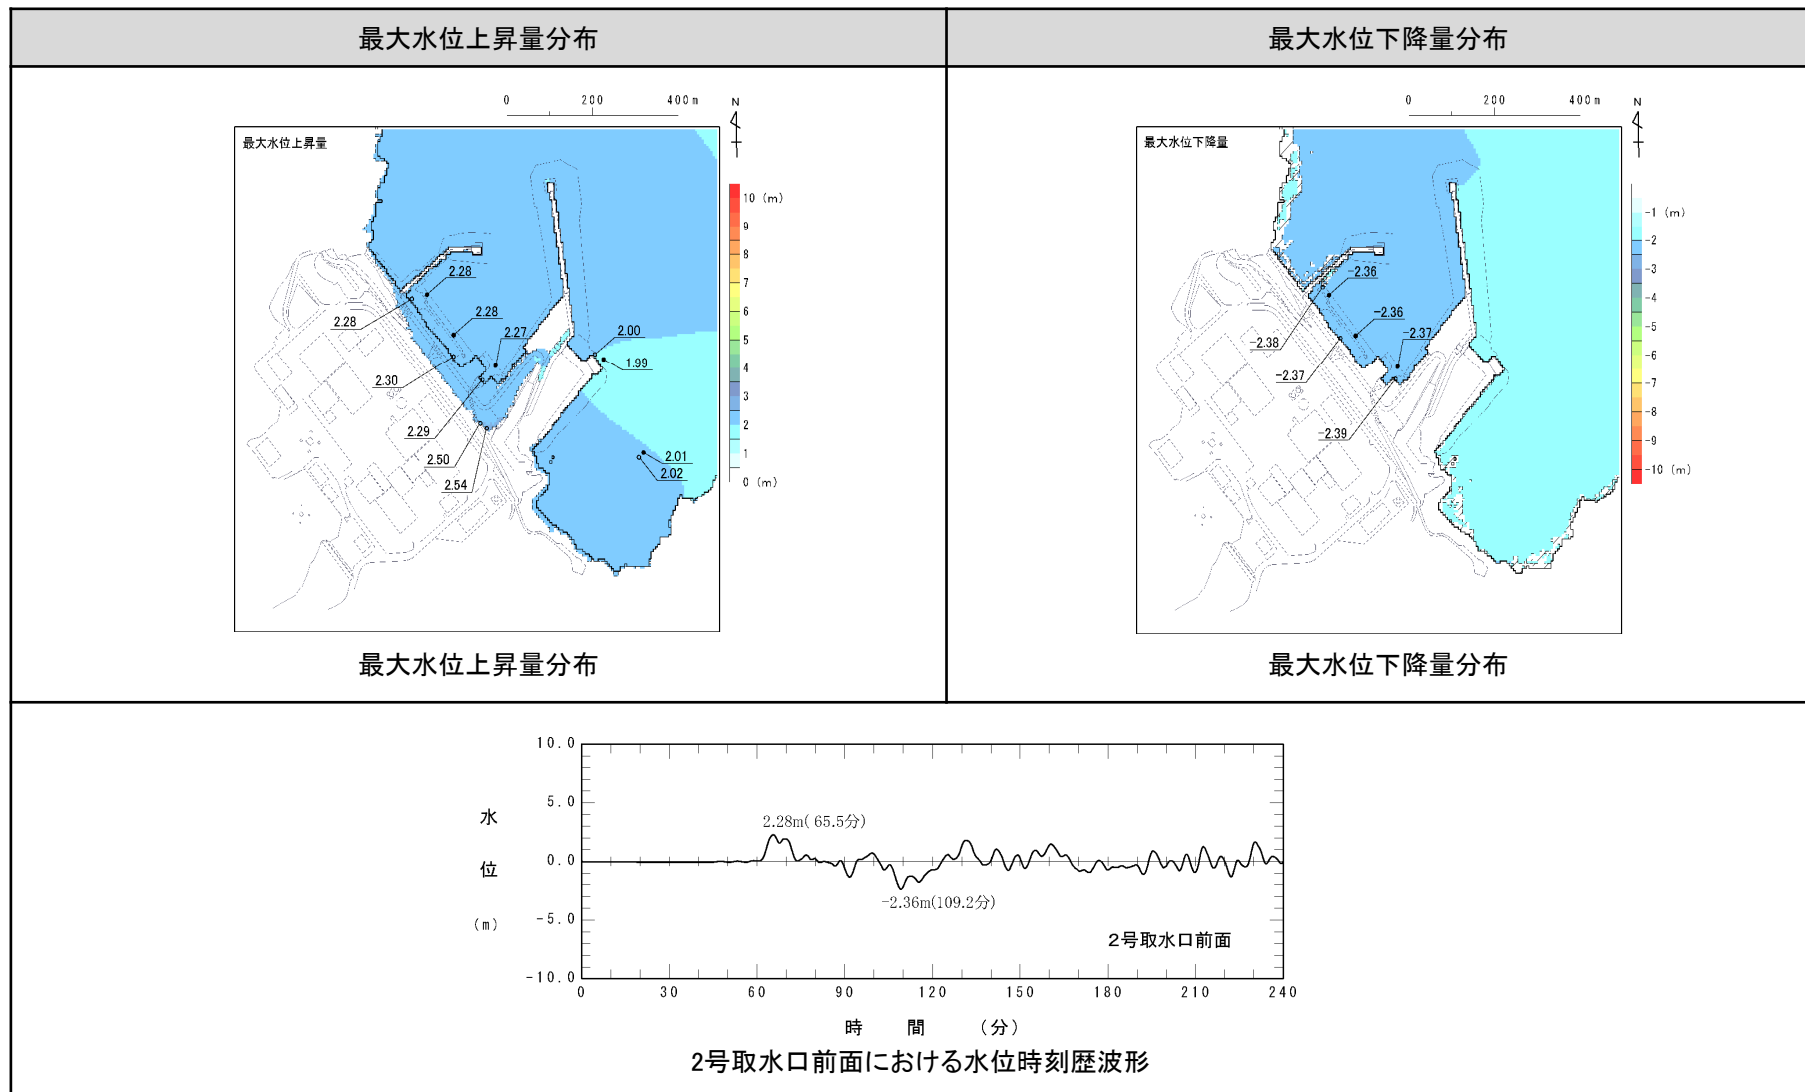 最大水位上昇量分布
最大水位下降量分布
0 200 400m N
最大水位上昇量
2.28
2.28
2.28
2.27
2.00
1.99
2.30
2.29
2.50
2.54
2.01
2.02
10 (m)
9
8
7
6
5
4
3
2
1
0 (m)
最大水位上昇量分布
0 200 400m N
最大水位下降量
-2.36
-2.36
-2.37
-2.38
-2.37
-2.39
-1 (m)
-2
-3
-4
-5
-6
-7
-8
-9
-10 (m)
最大水位下降量分布
10.0
5.0
0.0
-5.0
-10.0
水位(m)
2.28m( 65.5分)
-2.36m(109.2分)
2号取水口前面
0 30 60 90 120 150 180 210 240
時間 (分)
2号取水口前面における水位時刻歴波形